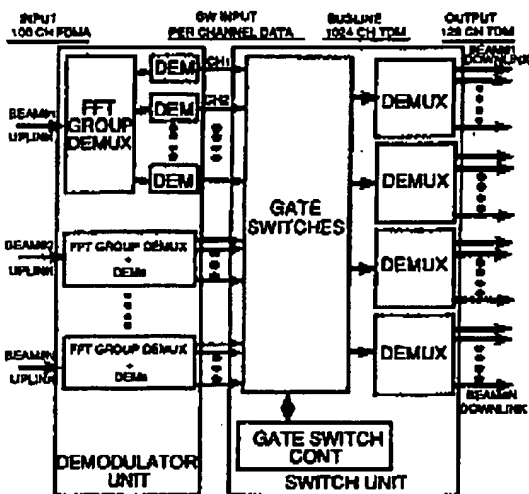 INPUT
100 CH FDMA
SW INPUT
PER CHANNEL DATA
BUSLINE
1024 CH TDM
OUTPUT
128 CH TDM
BEAM#1
DOWNLINK
BEAM#1
UPLINK
FFT
GROUP
DEMUX
DEM
CH1
DEM
CH2
DEM
GATE
SWITCHES
DEMUX
DEMUX
DEMUX
DEMUX
BEAM#2
UPLINK
FFT GROUP DEMUX
+
DEMs
BEAM#N
UPLINK
FFT GROUP DEMUX
+
DEMs
BEAM#N
DOWNLINK
GATE SWITCH
CONT
DEMODULATOR
UNIT
SWITCH UNIT